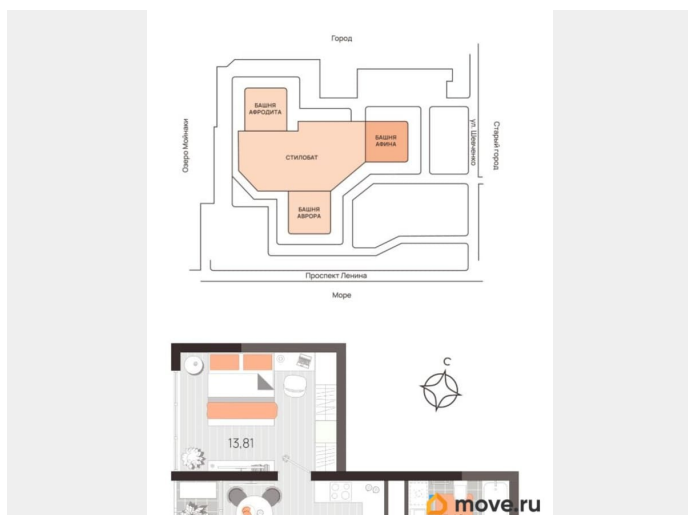 Город
БАШНЯ
АФРОДИТА
Озеро Мойнаки
СТИЛОБАТ
БАШНЯ
АФИНА
ул. Шевченко
Старый город
БАШНЯ
АВРОРА
Проспект Ленина
Море
С
13,81
move.ru